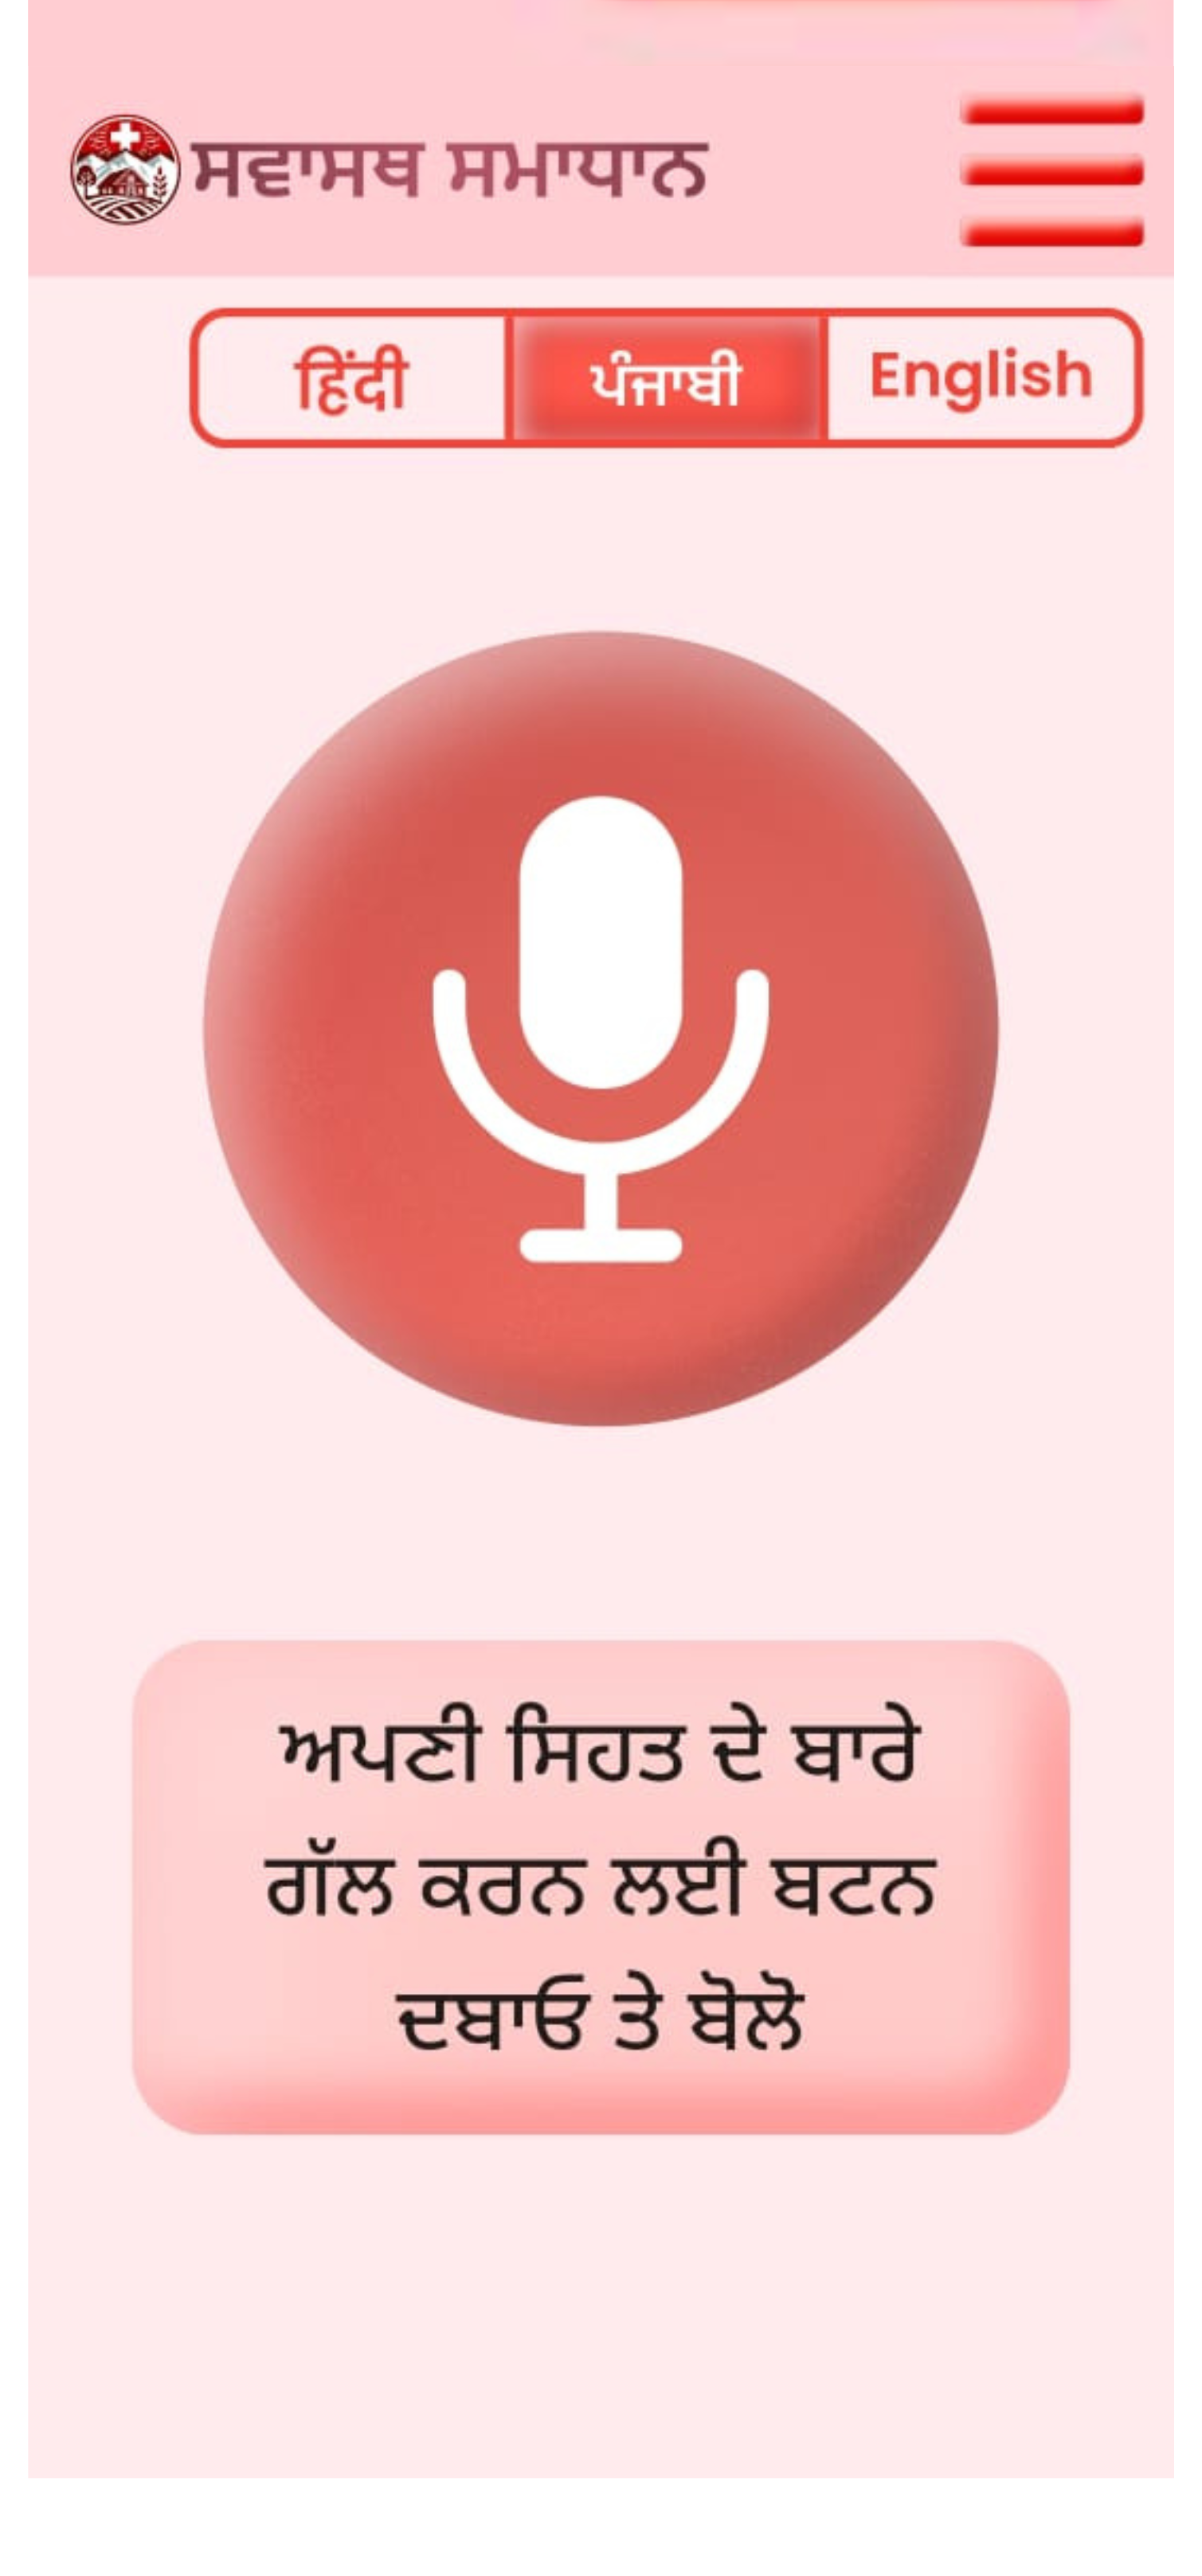 ਸਵਾਸਥ ਸਮਾਧਾਨ
हिंदी
ਪੰਜਾਬੀ
English
ਅਪਣੀ ਸਿਹਤ ਦੇ ਬਾਰੇ
ਗੱਲ ਕਰਨ ਲਈ ਬਟਨ
ਦਬਾਓ ਤੇ ਬੋਲੋ